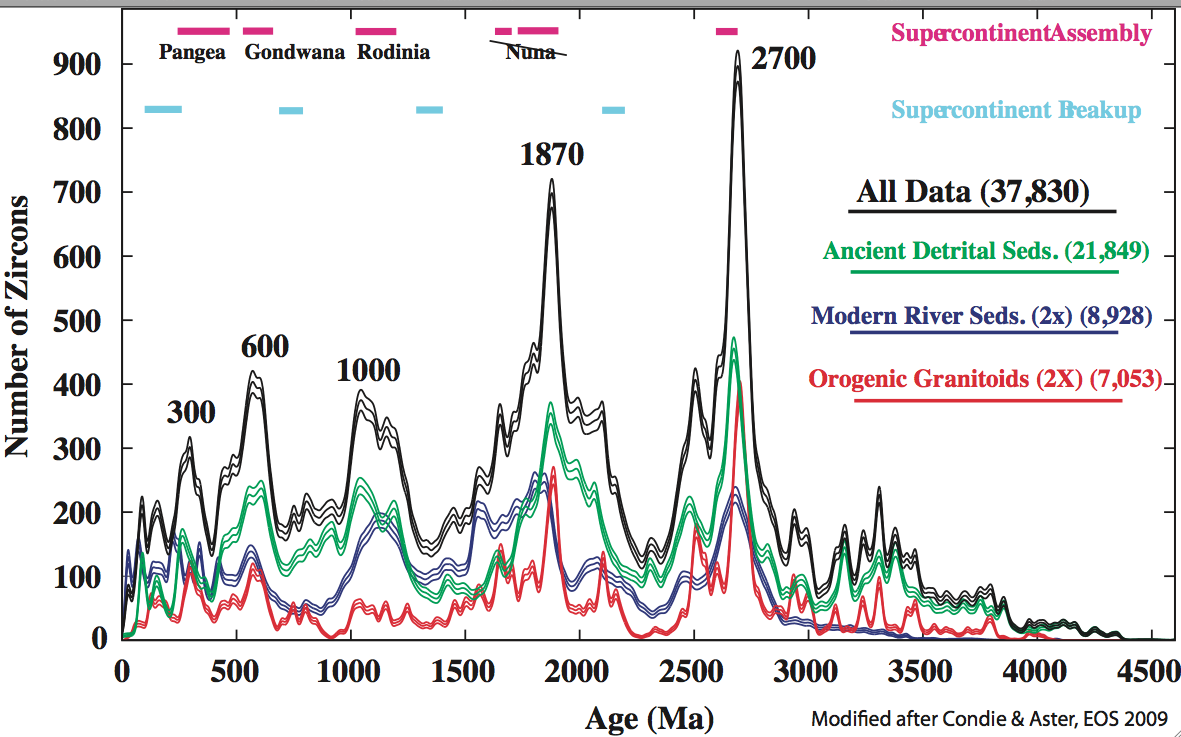 Pangea Gondwana Rodinia Nuna
Supercontinent Assembly
Supercontinent Breakup
2700
1870
600
1000
300
All Data (37,830)
Ancient Detrital Seds. (21,849)
Modern River Seds. (2x) (8,928)
Orogenic Granitoids (2X) (7,053)
Number of Zircons
900
800
700
600
500
400
300
200
100
0
0 500 1000 1500 2000 2500 3000 3500 4000 4500
Age (Ma)
Modified after Condie & Aster, EOS 2009